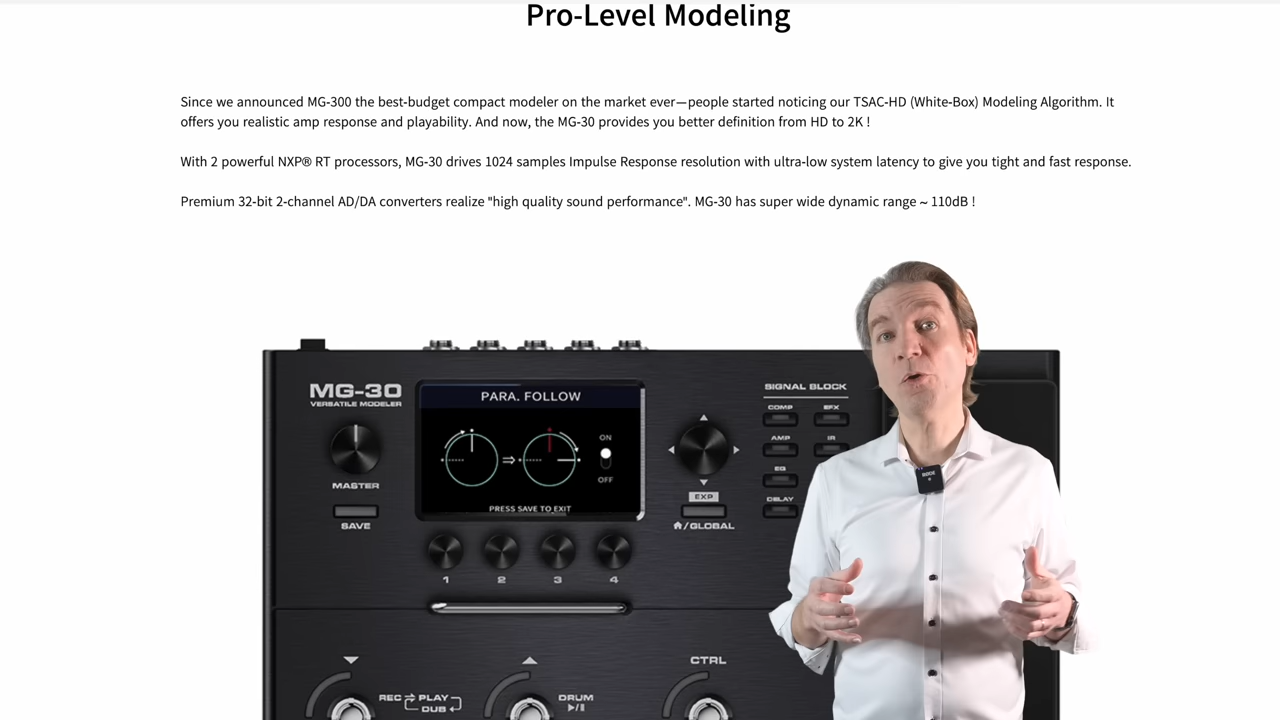 Pro-Level Modeling
Since we announced MG-300 the best-budget compact modeler on the market ever—people started noticing our TSAC-HD (White-Box) Modeling Algorithm. It
offers you realistic amp response and playability. And now, the MG-30 provides you better definition from HD to 2K !
With 2 powerful NXP® RT processors, MG-30 drives 1024 samples Impulse Response resolution with ultra-low system latency to give you tight and fast response.
Premium 32-bit 2-channel AD/DA converters realize "high quality sound performance". MG-30 has super wide dynamic range ~ 110dB !
MG-30
VERSATILE MODELER
PARA. FOLLOW
ON
OFF
PRESS SAVE TO EXIT
MASTER
SAVE
EXP
/GLOBAL
SIGNAL BLOCK
COMP
EFX
AMP
IR
EQ
DELAY
RODE
1
2
3
4
REC PLAY
DUB
DRUM
CTRL